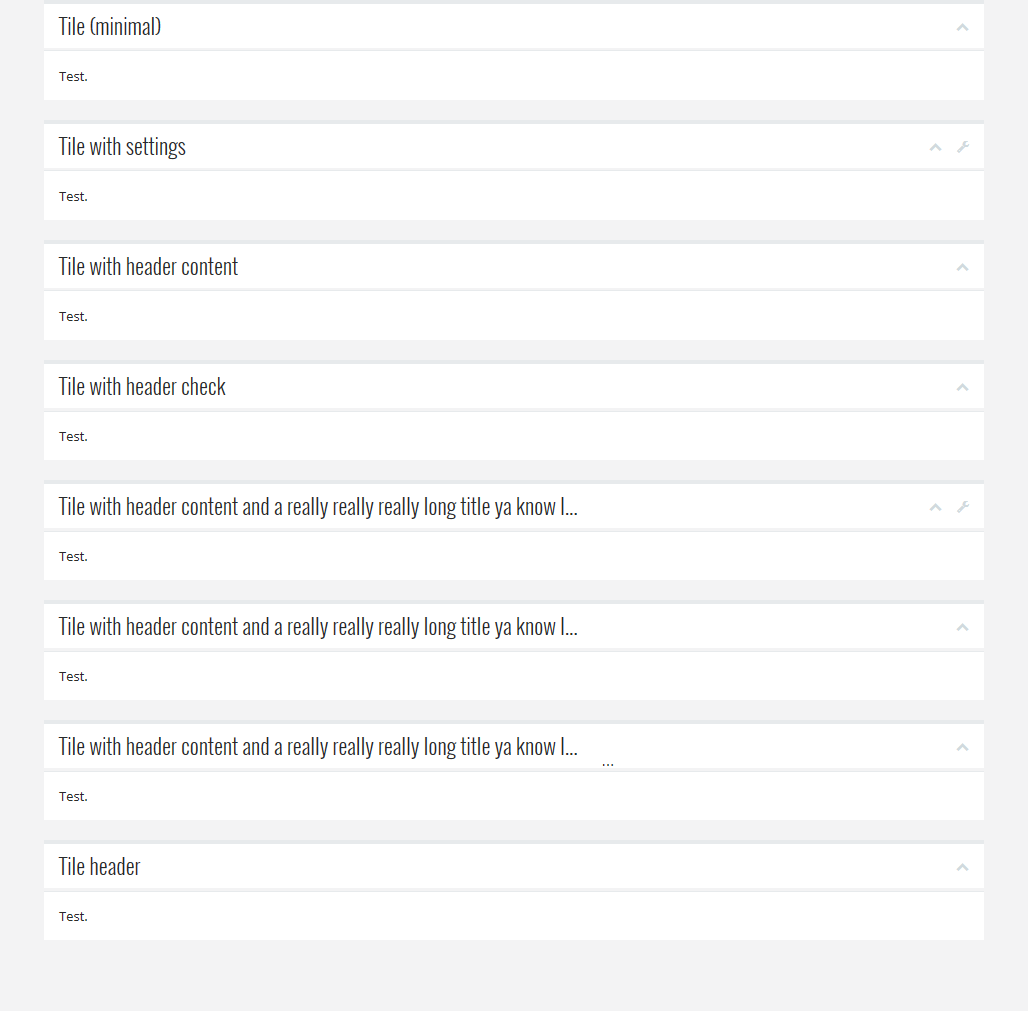 Tile (minimal)
Test.
Tile with settings
Test.
Tile with header content
Test.
Tile with header check
Test.
Tile with header content and a really really really long title ya know I...
Test.
Tile with header content and a really really really long title ya know I...
Test.
Tile with header content and a really really really long title ya know I...
...
Test.
Tile header
Test.